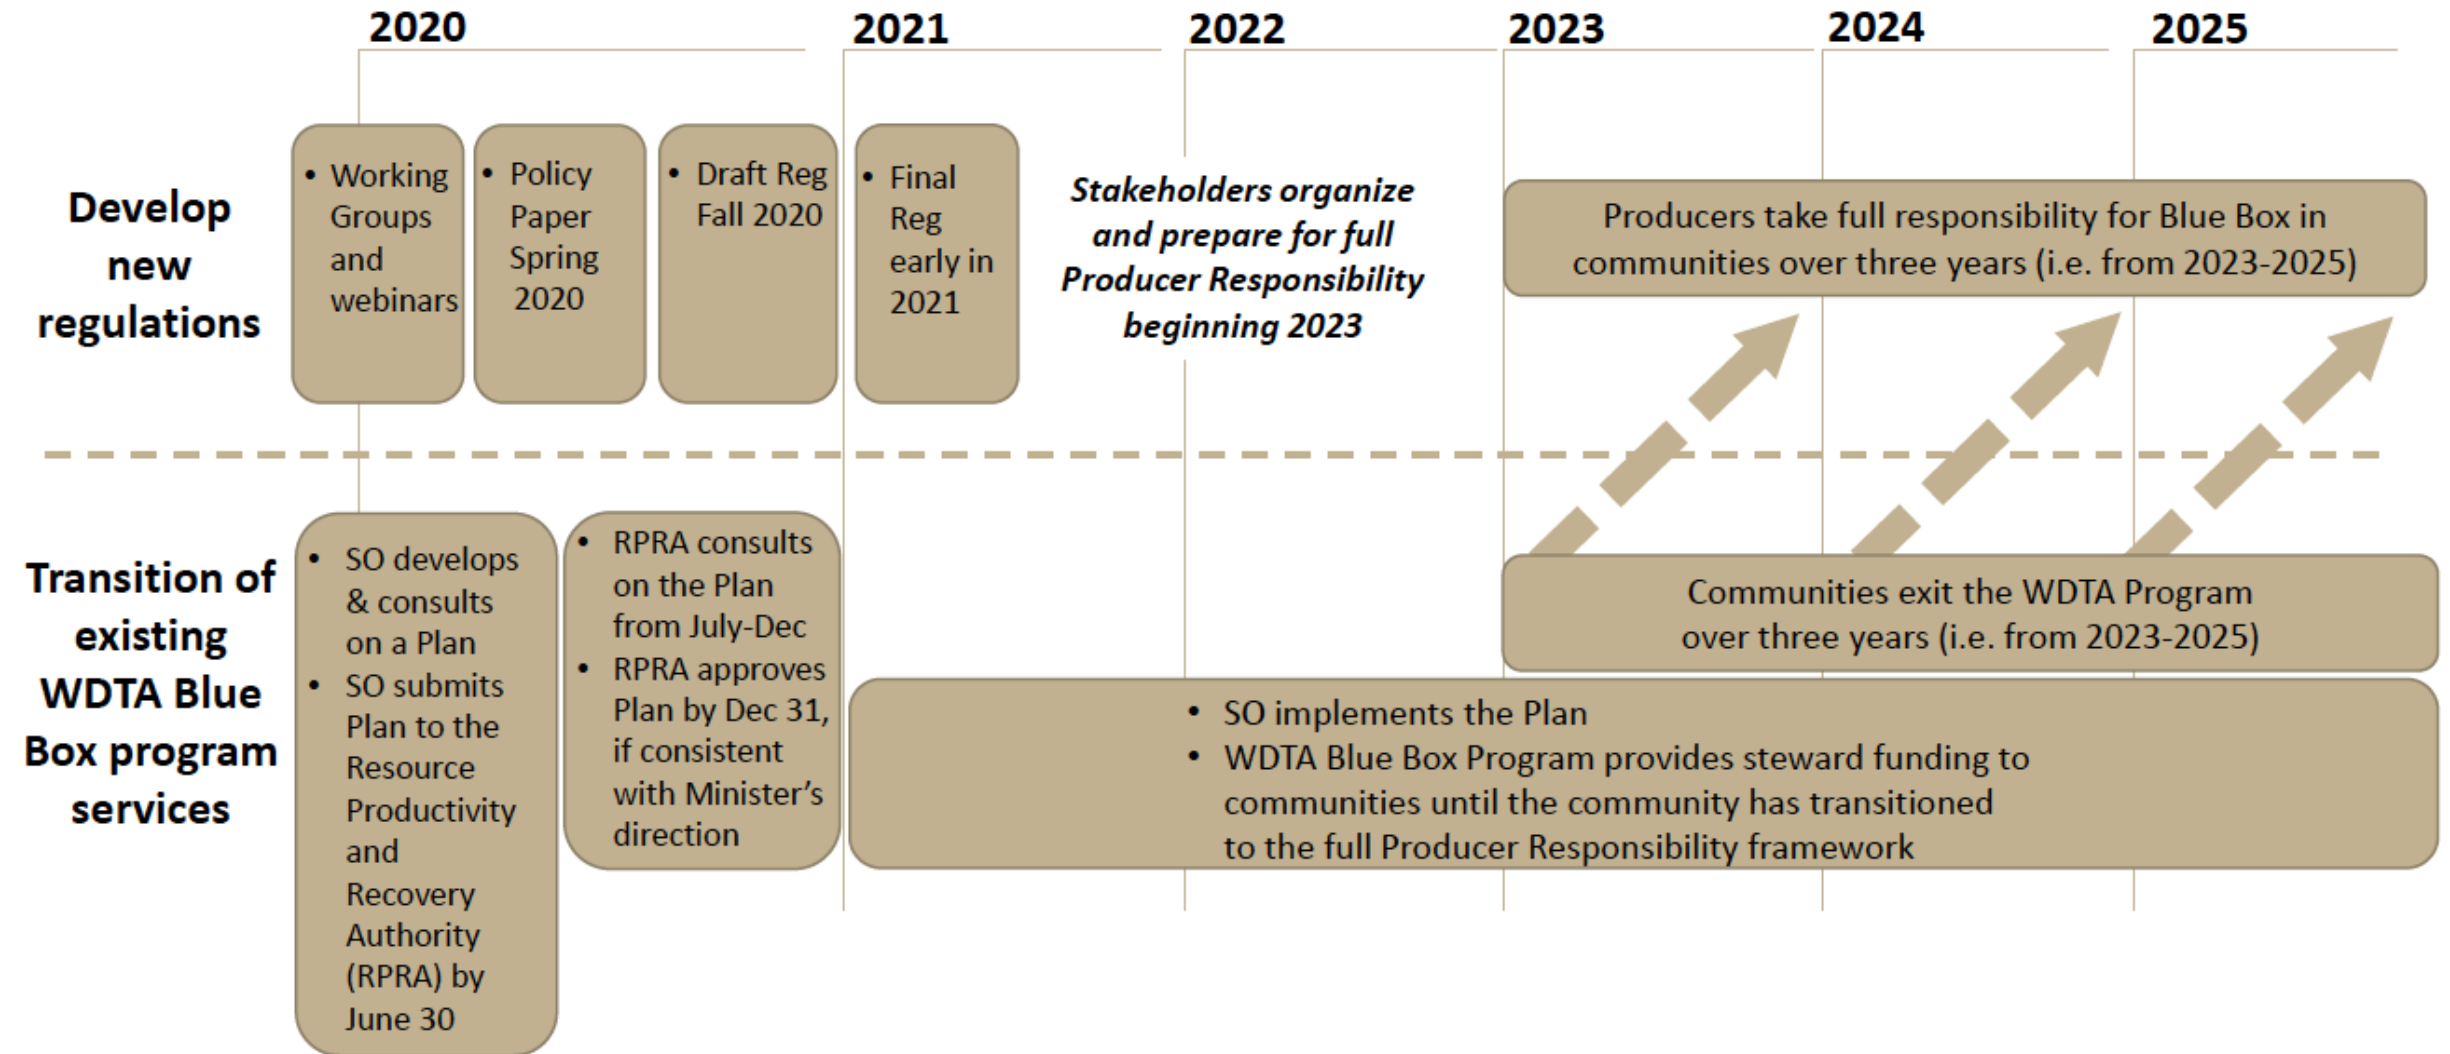 2020
2021
2022
2023
2024
2025
Develop
new
regulations
• Working
Groups
and
webinars
• Policy
Paper
Spring
2020
• Draft Reg
Fall 2020
• Final
Reg
early in
2021
Stakeholders organize
and prepare for full
Producer Responsibility
beginning 2023
Producers take full responsibility for Blue Box in
communities over three years (i.e. from 2023-2025)
Transition of
existing
WDTA Blue
Box program
services
• SO develops
& consults
on a Plan
• SO submits
Plan to the
Resource
Productivity
and
Recovery
Authority
(RPRA) by
June 30
• RPRA consults
on the Plan
from July-Dec
• RPRA approves
Plan by Dec 31,
if consistent
with Minister’s
direction
Communities exit the WDTA Program
over three years (i.e. from 2023-2025)
• SO implements the Plan
• WDTA Blue Box Program provides steward funding to
communities until the community has transitioned
to the full Producer Responsibility framework